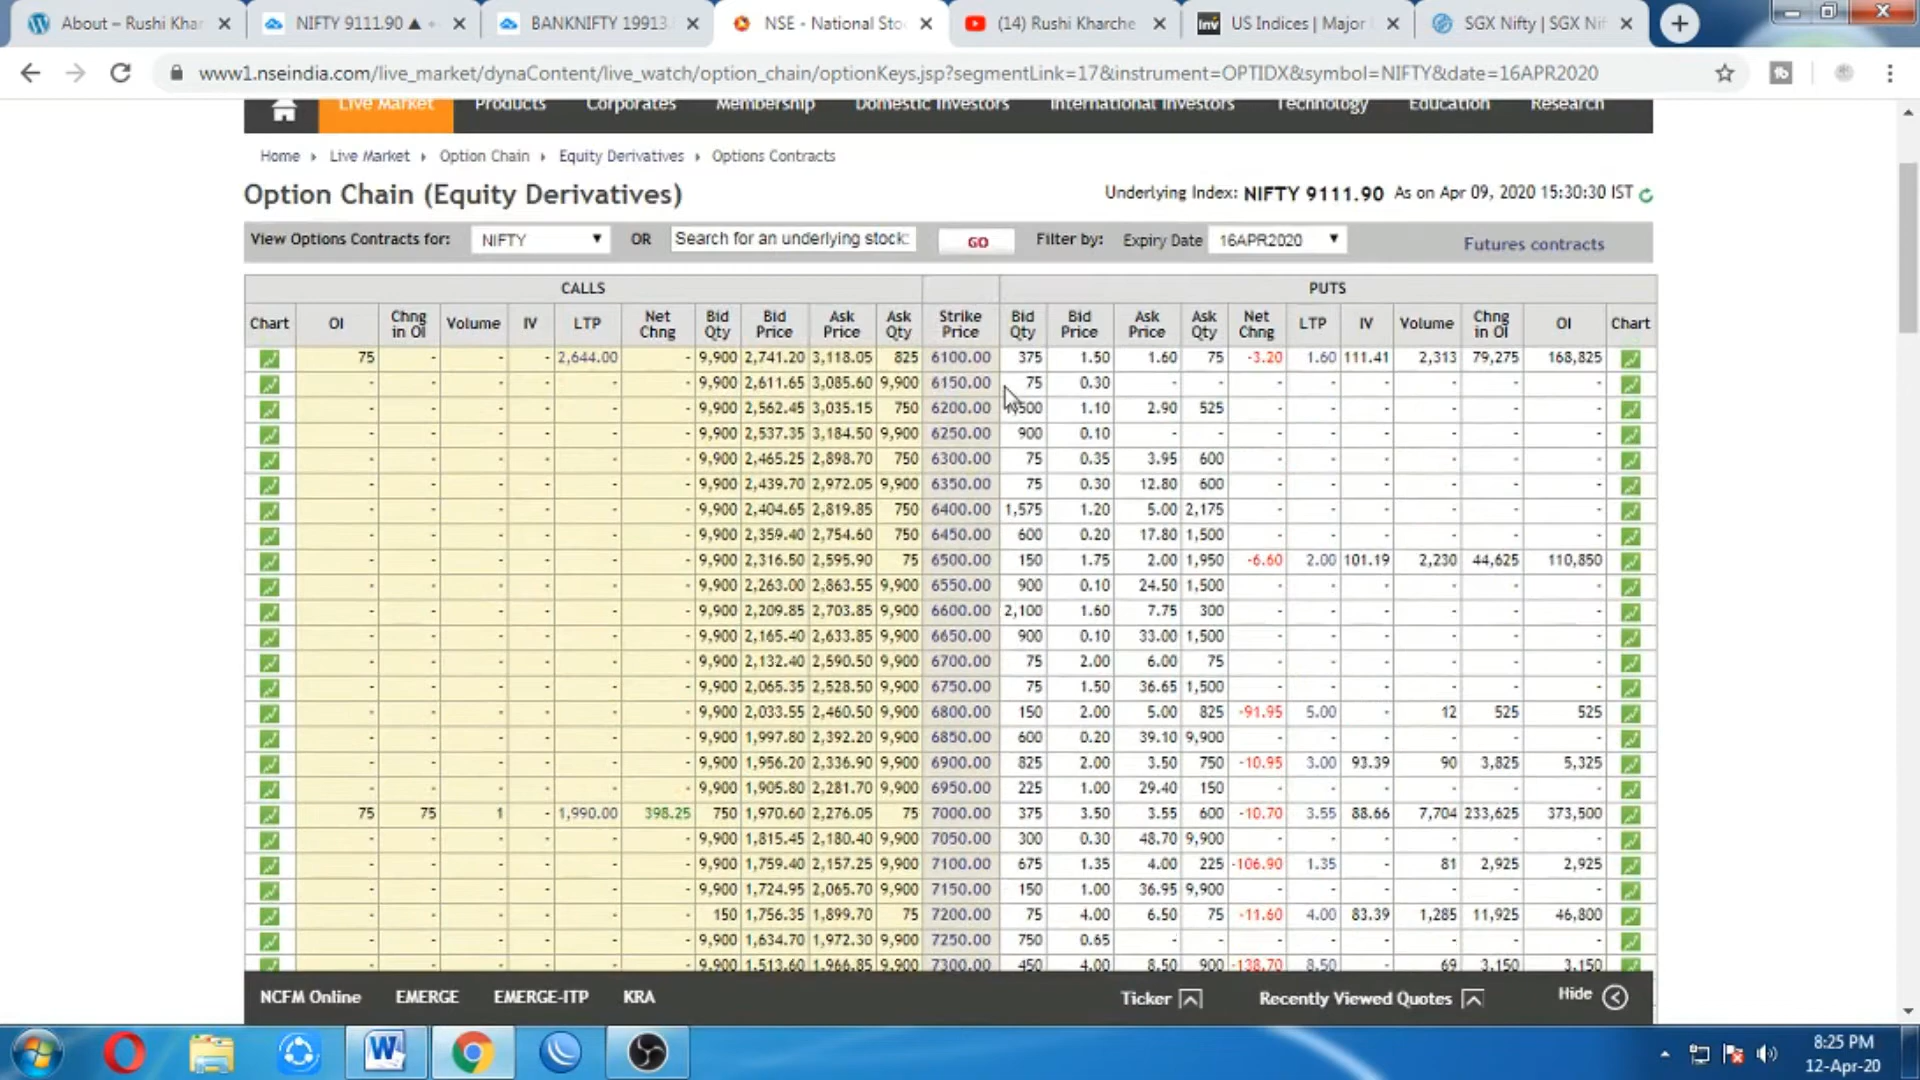 About – Rushi Khar
NIFTY 9111.90 ▲
BANKNIFTY 19913
NSE - National Sto
(14) Rushi Kharche
US Indices | Major
SGX Nifty | SGX Nif
www1.nseindia.com/live_market/dynaContent/live_watch/option_chain/optionKeys.jsp?segmentLink=17&instrument=OPTIDX&symbol=NIFTY&date=16APR2020
Live Market Products Corporates Membership Domestic Investors International Investors Technology Education Research
Home Live Market Option Chain Equity Derivatives Options Contracts
Option Chain (Equity Derivatives)
Underlying Index: NIFTY 9111.90 As on Apr 09, 2020 15:30:30 IST
View Options Contracts for: NIFTY OR Search for an underlying stock: GO Filter by: Expiry Date 16APR2020 Futures contracts
CALLS PUTS
Chart OI Chng in OI Volume IV LTP Net Chng Bid Qty Bid Price Ask Price Ask Qty Strike Price Bid Qty Bid Price Ask Price Ask Qty Net Chng LTP IV Volume Chng in OI OI Chart
75 - - - 2,644.00 - 9,900 2,741.20 3,118.05 825 6100.00 375 1.50 1.60 75 -3.20 1.60 111.41 2,313 79,275 168,825
- - - - - - 9,900 2,611.65 3,085.60 9,900 6150.00 75 0.30 - - - - - - - -
- - - - - - 9,900 2,562.45 3,035.15 750 6200.00 500 1.10 2.90 525 - - - - - -
- - - - - - 9,900 2,537.35 3,184.50 9,900 6250.00 900 0.10 - - - - - - - -
- - - - - - 9,900 2,465.25 2,898.70 750 6300.00 75 0.35 3.95 600 - - - - - -
- - - - - - 9,900 2,439.70 2,972.05 9,900 6350.00 75 0.30 12.80 600 - - - - - -
- - - - - - 9,900 2,404.65 2,819.85 750 6400.00 1,575 1.20 5.00 2,175 - - - - - -
- - - - - - 9,900 2,359.40 2,754.60 750 6450.00 600 0.20 17.80 1,500 - - - - - -
- - - - - - 9,900 2,316.50 2,595.90 75 6500.00 150 1.75 2.00 1,950 -6.60 2.00 101.19 2,230 44,625 110,850
- - - - - - 9,900 2,263.00 2,863.55 9,900 6550.00 900 0.10 24.50 1,500 - - - - - -
- - - - - - 9,900 2,209.85 2,703.85 9,900 6600.00 2,100 1.60 7.75 300 - - - - - -
- - - - - - 9,900 2,165.40 2,633.85 9,900 6650.00 900 0.10 33.00 1,500 - - - - - -
- - - - - - 9,900 2,132.40 2,590.50 9,900 6700.00 75 2.00 6.00 75 - - - - - -
- - - - - - 9,900 2,065.35 2,528.50 9,900 6750.00 75 1.50 36.65 1,500 - - - - - -
- - - - - - 9,900 2,033.55 2,460.50 9,900 6800.00 150 2.00 5.00 825 -91.95 5.00 - 12 525 525
- - - - - - 9,900 1,997.80 2,392.20 9,900 6850.00 600 0.20 39.10 9,900 - - - - - -
- - - - - - 9,900 1,956.20 2,336.90 9,900 6900.00 825 2.00 3.50 750 -10.95 3.00 93.39 90 3,825 5,325
- - - - - - 9,900 1,905.80 2,281.70 9,900 6950.00 225 1.00 29.40 150 - - - - - -
75 75 1 - 1,990.00 398.25 750 1,970.60 2,276.05 75 7000.00 375 3.50 3.55 600 -10.70 3.55 88.66 7,704 233,625 373,500
- - - - - - 9,900 1,815.45 2,180.40 9,900 7050.00 300 0.30 48.70 9,900 - - - - - -
- - - - - - 9,900 1,759.40 2,157.25 9,900 7100.00 675 1.35 4.00 225 -106.90 1.35 - 81 2,925 2,925
- - - - - - 9,900 1,724.95 2,065.70 9,900 7150.00 150 1.00 36.95 9,900 - - - - - -
- - - - - - 150 1,756.35 1,899.70 75 7200.00 75 4.00 6.50 75 -11.60 4.00 83.39 1,285 11,925 46,800
- - - - - - 9,900 1,634.70 1,972.30 9,900 7250.00 750 0.65 - - - - - - - -
- - - - - - 9,900 1,513.60 1,966.85 9,900 7300.00 450 4.00 8.50 900 -138.70 8.50 - 69 3,150 3,150
NCFM Online EMERGE EMERGE-ITP KRA Ticker Recently Viewed Quotes Hide
8:25 PM
12-Apr-20